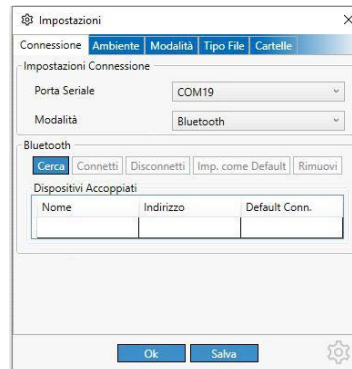 Impostazioni
Connessione Ambiente Modalità Tipo File Cartelle
Impostazioni Connessione
Porta Seriale COM19
Modalità Bluetooth
Bluetooth
Cerca Connetti Disconnetti Imp. come Default Rimuovi
Dispositivi Accoppiati
Nome Indirizzo Default Conn.
Ok Salva